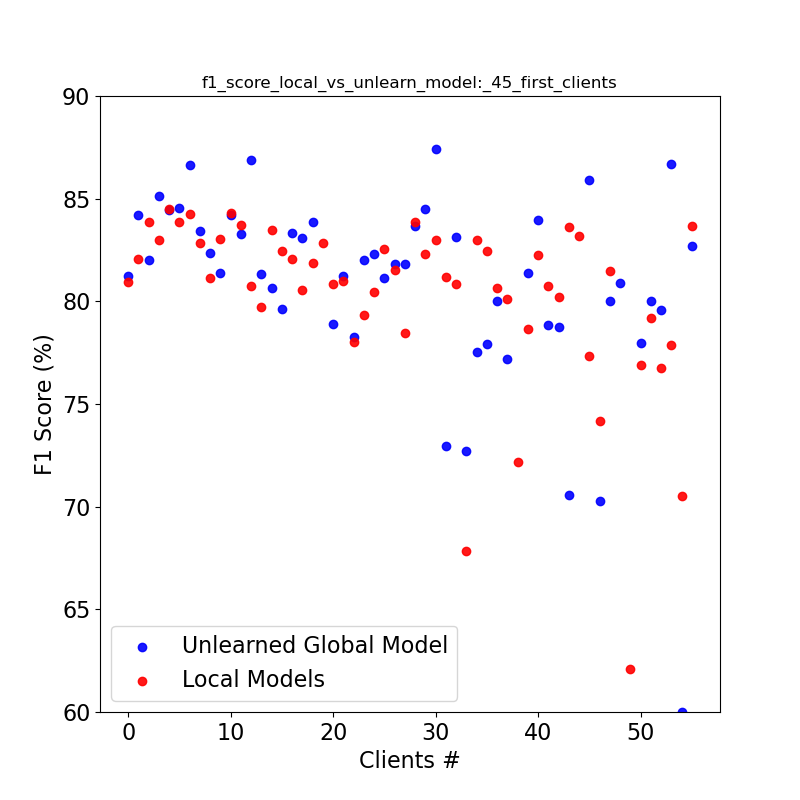 f1_score_local_vs_unlearn_model:_45_first_clients
90
85
80
75
70
65
60
F1 Score (%)
Unlearned Global Model
Local Models
0 10 20 30 40 50
Clients #